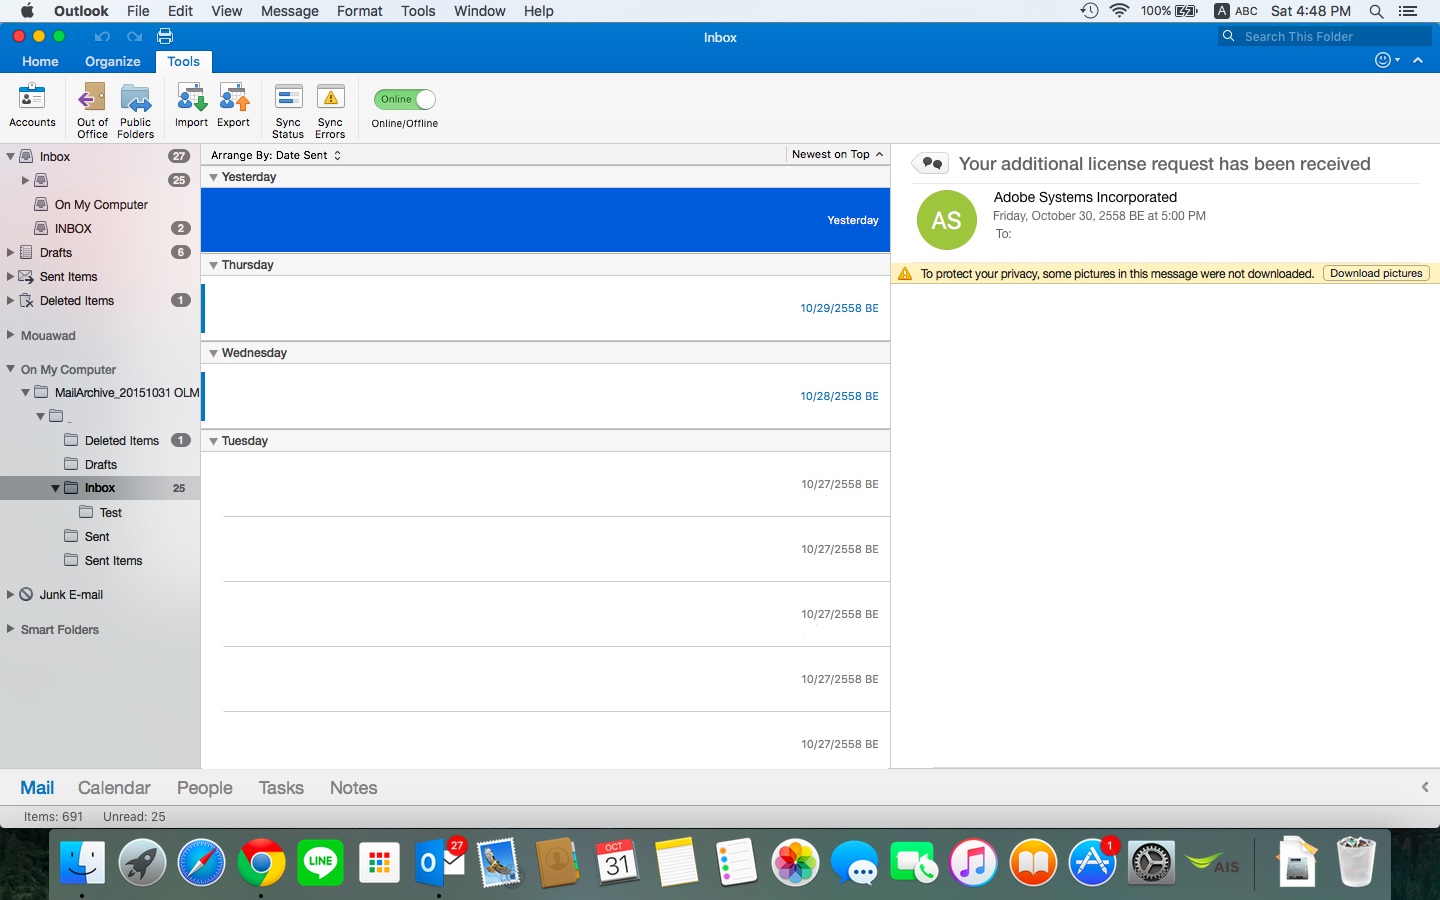 Outlook File Edit View Message Format Tools Window Help 100% A ABC Sat 4:48 PM
Inbox
Search This Folder
Home Organize Tools
Accounts
Out of Office
Public Folders
Import
Export
Sync Status
Sync Errors
Online
Online/Offline
Inbox 27
25
On My Computer
INBOX 2
Drafts 6
Sent Items
Deleted Items 1
Mouawad
On My Computer
MailArchive_20151031 OLM
Deleted Items 1
Drafts
Inbox 25
Test
Sent
Sent Items
Junk E-mail
Smart Folders
Arrange By: Date Sent Newest on Top
Yesterday
Yesterday
Thursday
10/29/2558 BE
Wednesday
10/28/2558 BE
Tuesday
10/27/2558 BE
10/27/2558 BE
10/27/2558 BE
10/27/2558 BE
10/27/2558 BE
Your additional license request has been received
AS
Adobe Systems Incorporated
Friday, October 30, 2558 BE at 5:00 PM
To:
To protect your privacy, some pictures in this message were not downloaded. Download pictures
Mail Calendar People Tasks Notes
Items: 691 Unread: 25
LINE
27
OCT
31
1
AIS